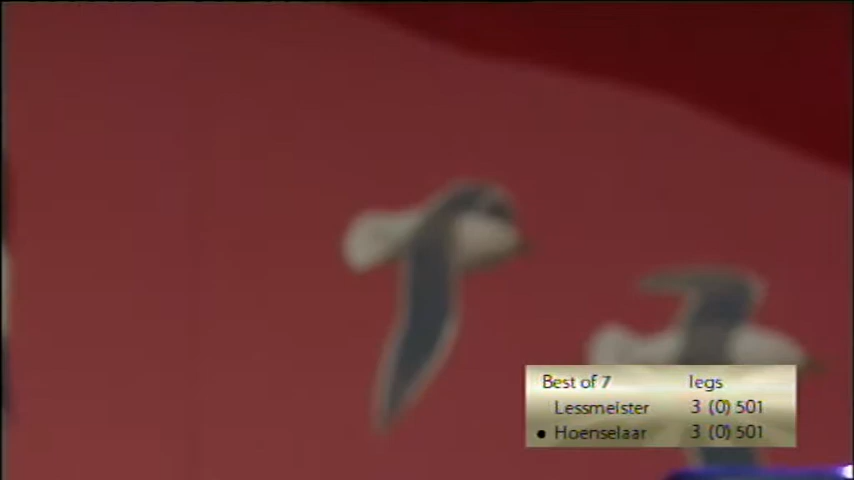 Best of 7 legs
Lessmeister 3 (0) 501
• Hoenselaar 3 (0) 501